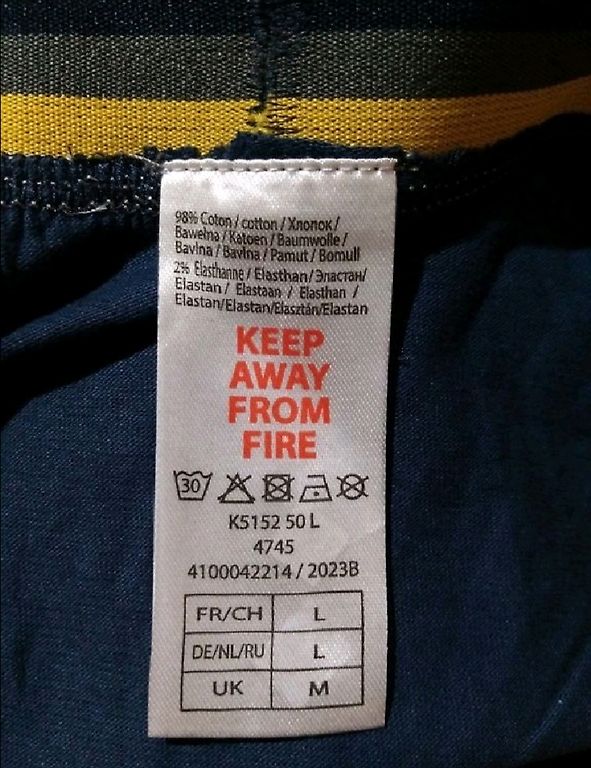 98% Coton / cotton / Хлопок /
Bawełna / Katoen / Baumwolle /
Bavlna / Bavlna / Pamut / Bomull
2% Elasthanne / Elasthan/ Эластан/
Elastan / Elastaan / Elasthan /
Elastan/Elastan/Elasztán/Elastan
KEEP
AWAY
FROM
FIRE
30
K5152 50 L
4745
4100042214 / 2023B
FR/CH L
DE/NL/RU L
UK M